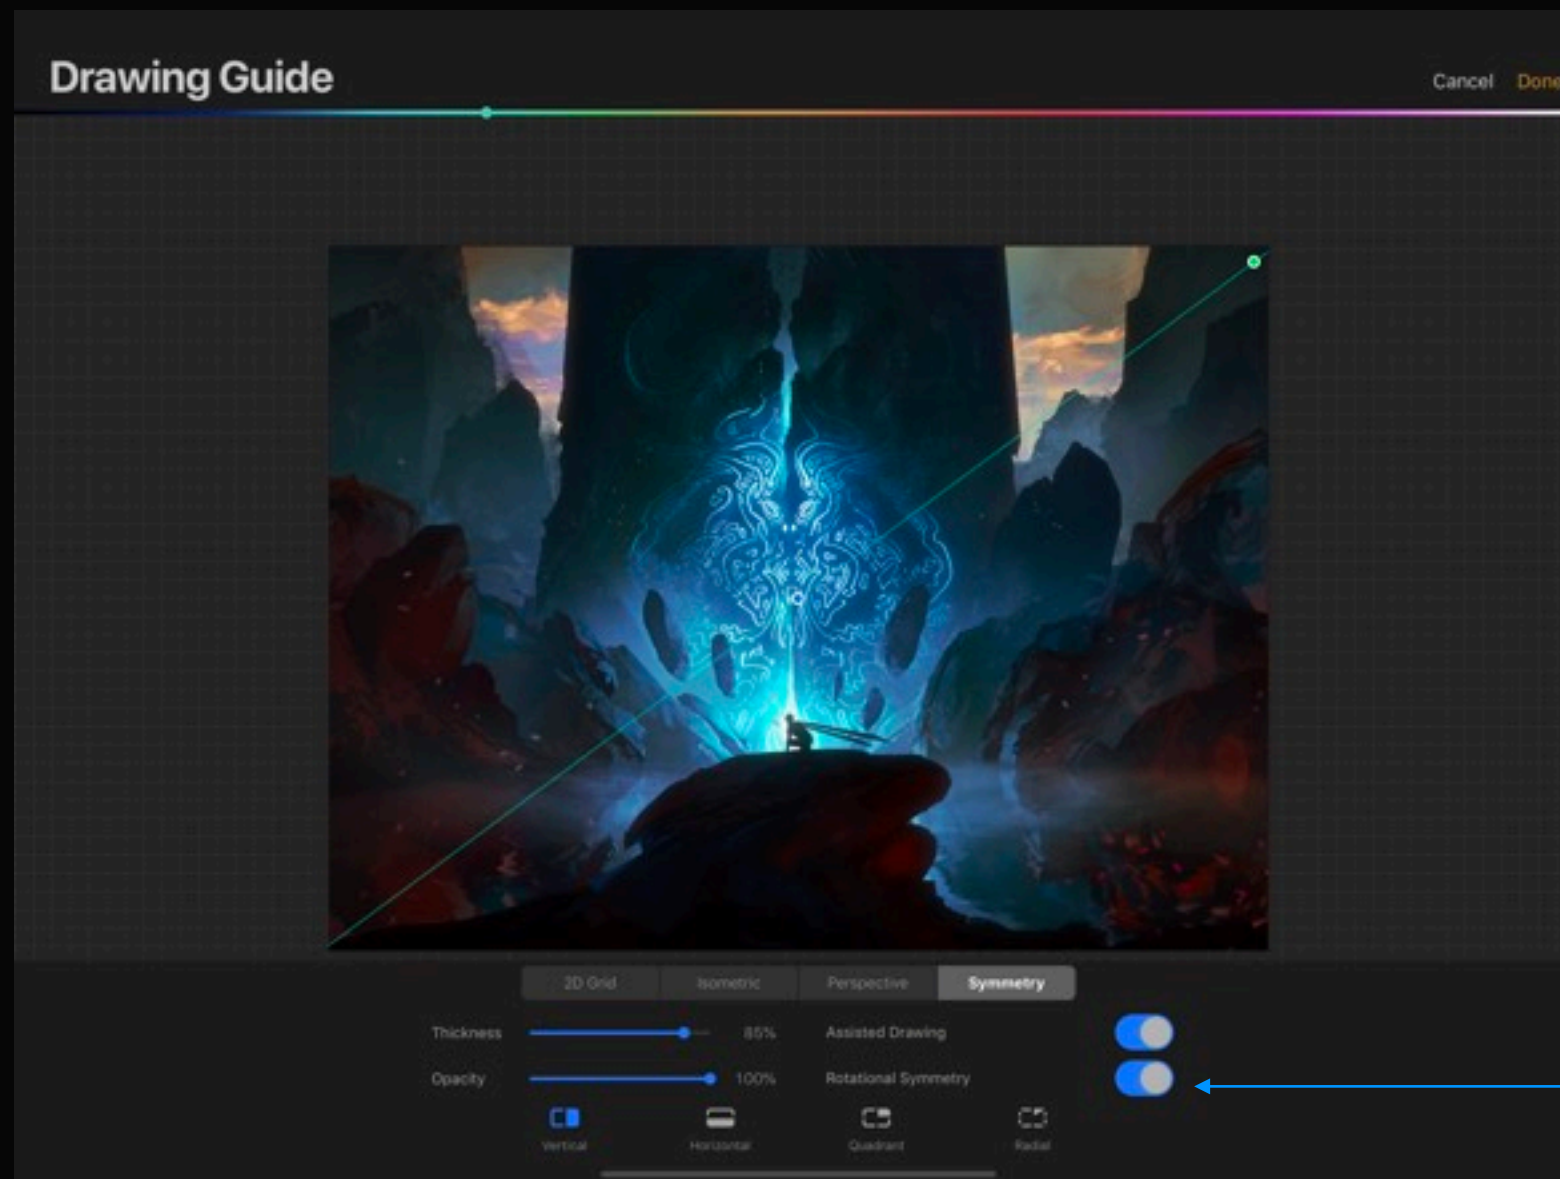 Drawing Guide
Cancel Done
2D Grid Isometric Perspective Symmetry
Thickness 85% Assisted Drawing
Opacity 100% Rotational Symmetry
Vertical Horizontal Quadrant Radial